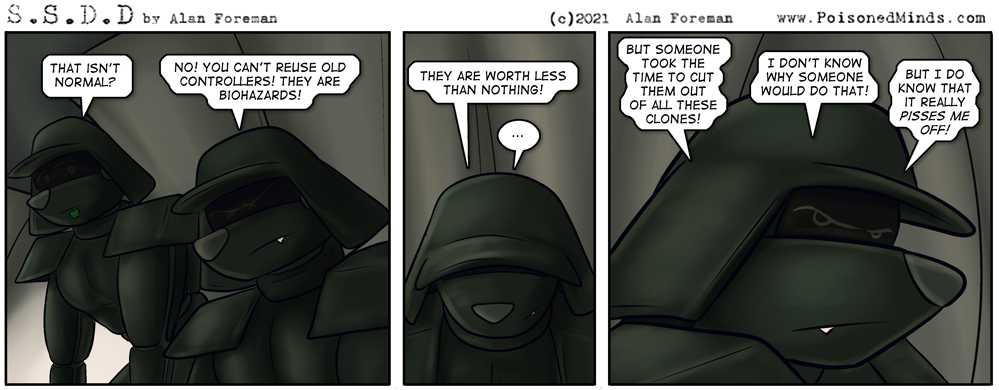 S.S.D.D by Alan Foreman
(c)2021 Alan Foreman
www.PoisonedMinds.com
THAT ISN'T
NORMAL?
NO! YOU CAN'T REUSE OLD
CONTROLLERS! THEY ARE
BIOHAZARDS!
THEY ARE WORTH LESS
THAN NOTHING!
...
BUT SOMEONE
TOOK THE
TIME TO CUT
THEM OUT
OF ALL THESE
CLONES!
I DON'T KNOW
WHY SOMEONE
WOULD DO THAT!
BUT I DO
KNOW THAT
IT REALLY
PISSES ME
OFF!